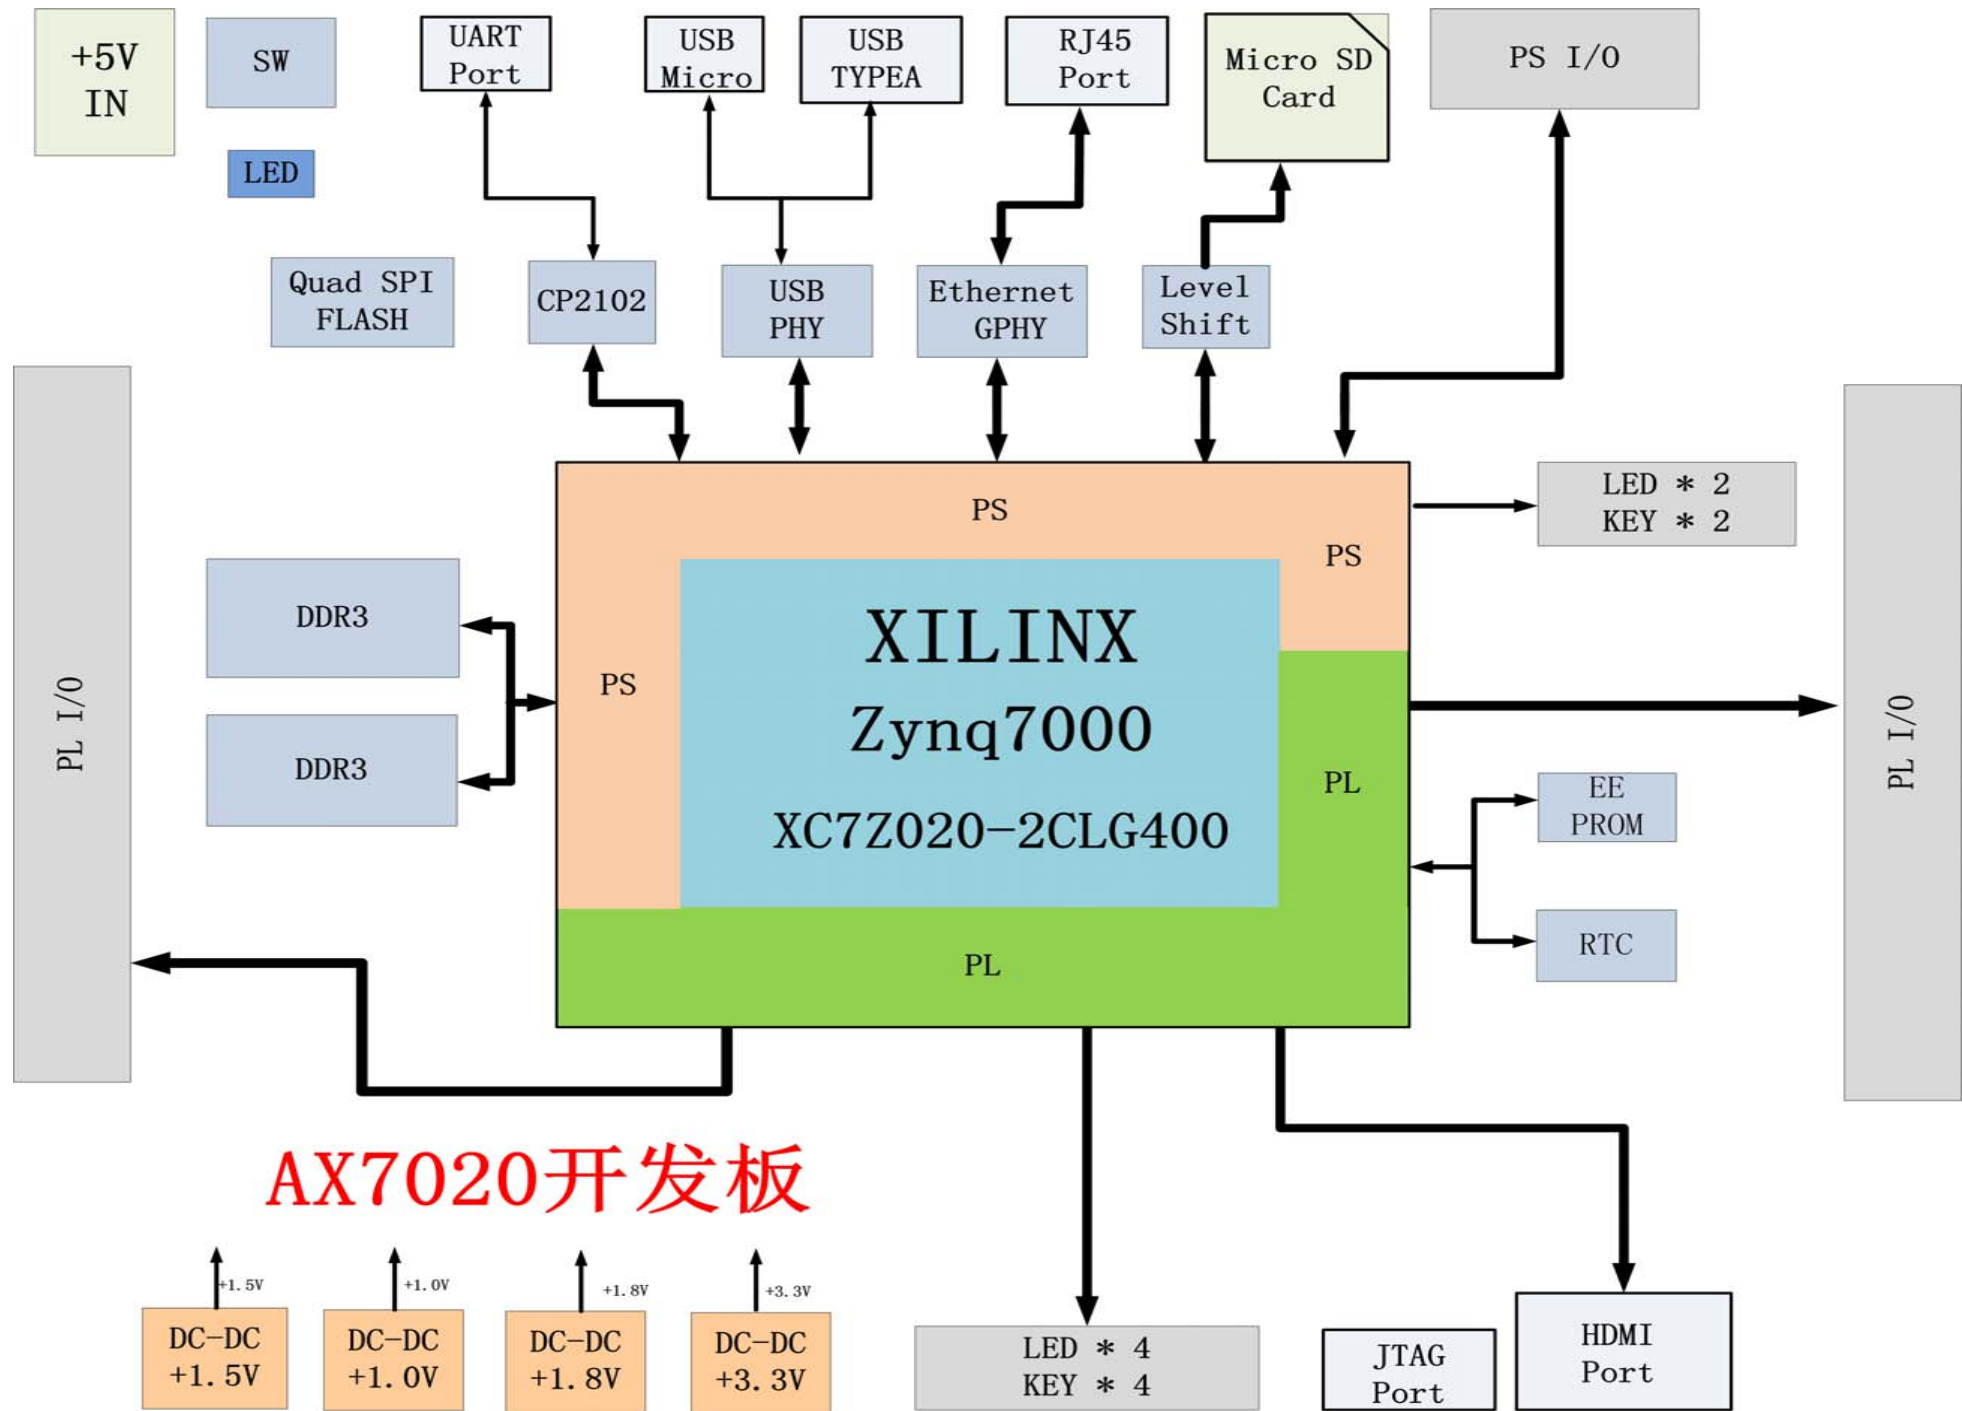 +5V
IN
SW
LED
UART
Port
USB
Micro
USB
TYPEA
RJ45
Port
Micro SD
Card
PS I/O
Quad SPI
FLASH
CP2102
USB
PHY
Ethernet
GPHY
Level
Shift
PL I/O
PS
PS
LED * 2
KEY * 2
DDR3
DDR3
PS
XILINX
Zynq7000
XC7Z020-2CLG400
PL
PL
PL I/O
EE
PROM
RTC
AX7020开发板
+1.5V
+1.0V
+1.8V
+3.3V
DC-DC
+1.5V
DC-DC
+1.0V
DC-DC
+1.8V
DC-DC
+3.3V
LED * 4
KEY * 4
JTAG
Port
HDMI
Port